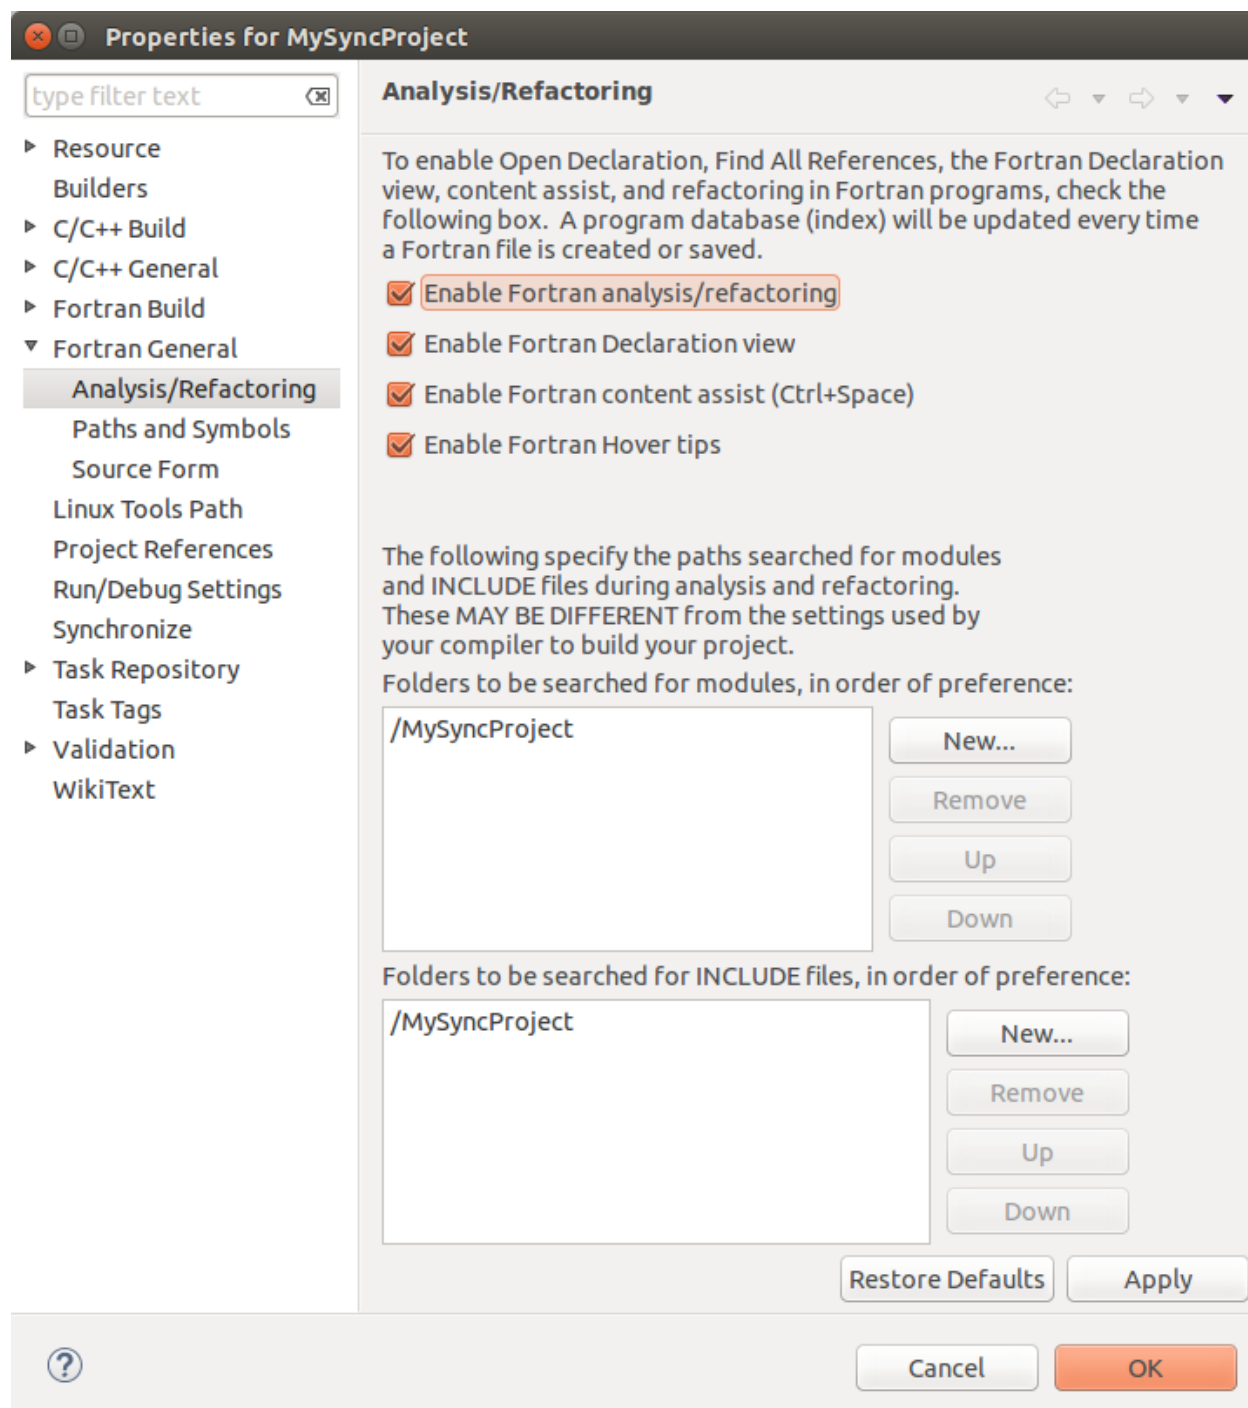 Properties for MySyncProject
type filter text
Resource
Builders
C/C++ Build
C/C++ General
Fortran Build
Fortran General
Analysis/Refactoring
Paths and Symbols
Source Form
Linux Tools Path
Project References
Run/Debug Settings
Synchronize
Task Repository
Task Tags
Validation
WikiText
Analysis/Refactoring
To enable Open Declaration, Find All References, the Fortran Declaration
view, content assist, and refactoring in Fortran programs, check the
following box.  A program database (index) will be updated every time
a Fortran file is created or saved.
Enable Fortran analysis/refactoring
Enable Fortran Declaration view
Enable Fortran content assist (Ctrl+Space)
Enable Fortran Hover tips
The following specify the paths searched for modules
and INCLUDE files during analysis and refactoring.
These MAY BE DIFFERENT from the settings used by
your compiler to build your project.
Folders to be searched for modules, in order of preference:
/MySyncProject
New...
Remove
Up
Down
Folders to be searched for INCLUDE files, in order of preference:
/MySyncProject
New...
Remove
Up
Down
Restore Defaults
Apply
?
Cancel
OK